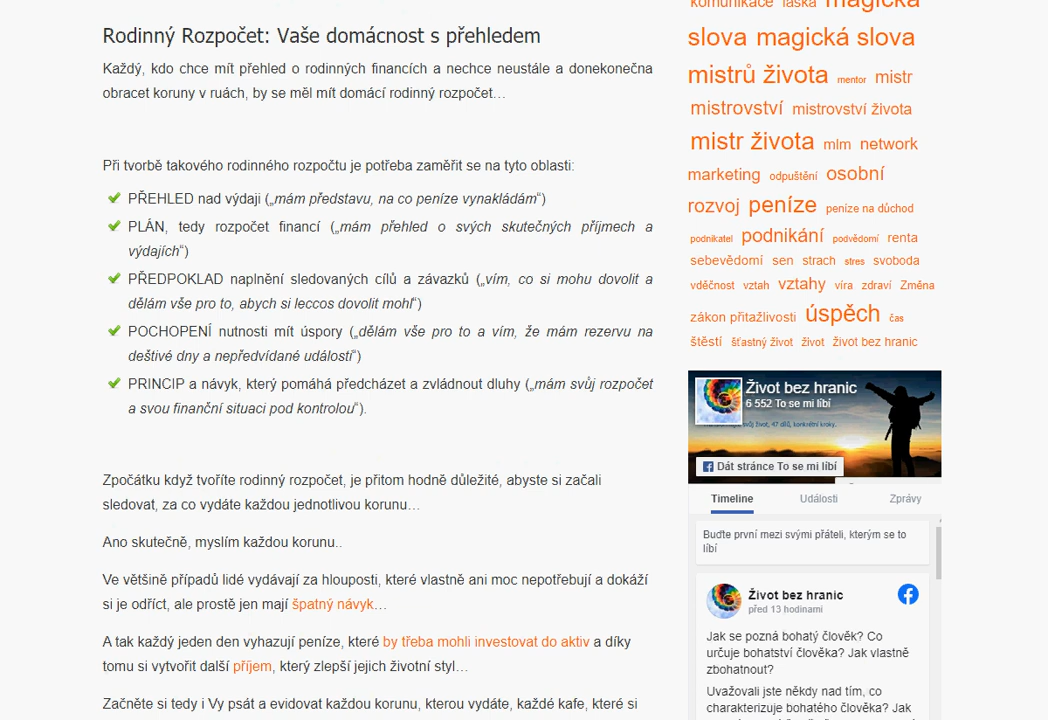 Rodinný Rozpočet: Vaše domácnost s přehledem
Každý, kdo chce mít přehled o rodinných financích a nechce neustále a donekonečna
obracet koruny v ruách, by se měl mít domácí rodinný rozpočet…
Při tvorbě takového rodinného rozpočtu je potřeba zaměřit se na tyto oblasti:
PŘEHLED nad výdaji („mám představu, na co peníze vynakládám“)
PLÁN, tedy rozpočet financí („mám přehled o svých skutečných příjmech a
výdajích“)
PŘEDPOKLAD naplnění sledovaných cílů a závazků („vím, co si mohu dovolit a
dělám vše pro to, abych si leccos dovolit mohl“)
POCHOPENÍ nutnosti mít úspory („dělám vše pro to a vím, že mám rezervu na
deštivé dny a nepředvídané události“)
PRINCIP a návyk, který pomáhá předcházet a zvládnout dluhy („mám svůj rozpočet
a svou finanční situaci pod kontrolou“).
Zpočátku když tvoříte rodinný rozpočet, je přitom hodně důležité, abyste si začali
sledovat, za co vydáte každou jednotlivou korunu…
Ano skutečně, myslím každou korunu..
Ve většině případů lidé vydávají za hlouposti, které vlastně ani moc nepotřebují a dokáží
si je odříct, ale prostě jen mají špatný návyk…
A tak každý jeden den vyhazují peníze, které by třeba mohli investovat do aktiv a díky
tomu si vytvořit další příjem, který zlepší jejich životní styl…
Začněte si tedy i Vy psát a evidovat každou korunu, kterou vydáte, každé kafe, které si
komunikace láska magická
slova magická slova
mistrů života mentor mistr
mistrovství mistrovství života
mistr života mlm network
marketing odpuštění osobní
rozvoj peníze peníze na důchod
podnikatel podnikání podvědomí renta
sebevědomí sen strach stres svoboda
vděčnost vztah vztahy víra zdraví Změna
zákon přitažlivosti úspěch čas
štěstí šťastný život život život bez hranic
Život bez hranic
6 552 To se mi líbí
svůj život, 47 dílů, konkrétní kroky.
Dát stránce To se mi líbí
Timeline Události Zprávy
Buďte první mezi svými přáteli, kterým se to
líbí
Život bez hranic
před 13 hodinami
Jak se pozná bohatý člověk? Co
určuje bohatství člověka? Jak vlastně
zbohatnout?
Uvažovali jste někdy nad tím, co
charakterizuje bohatého člověka? Jak